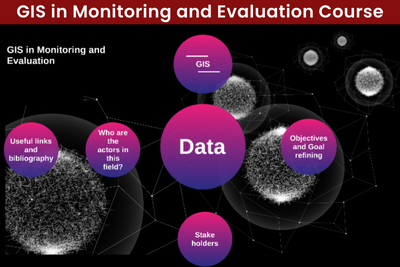 GIS in Monitoring and Evaluation Course
GIS in Monitoring and
Evaluation
GIS
Useful links
and
bibliography
Who are
the
actors in
this
field?
Data
Objectives
and Goal
refining
Stake
holders